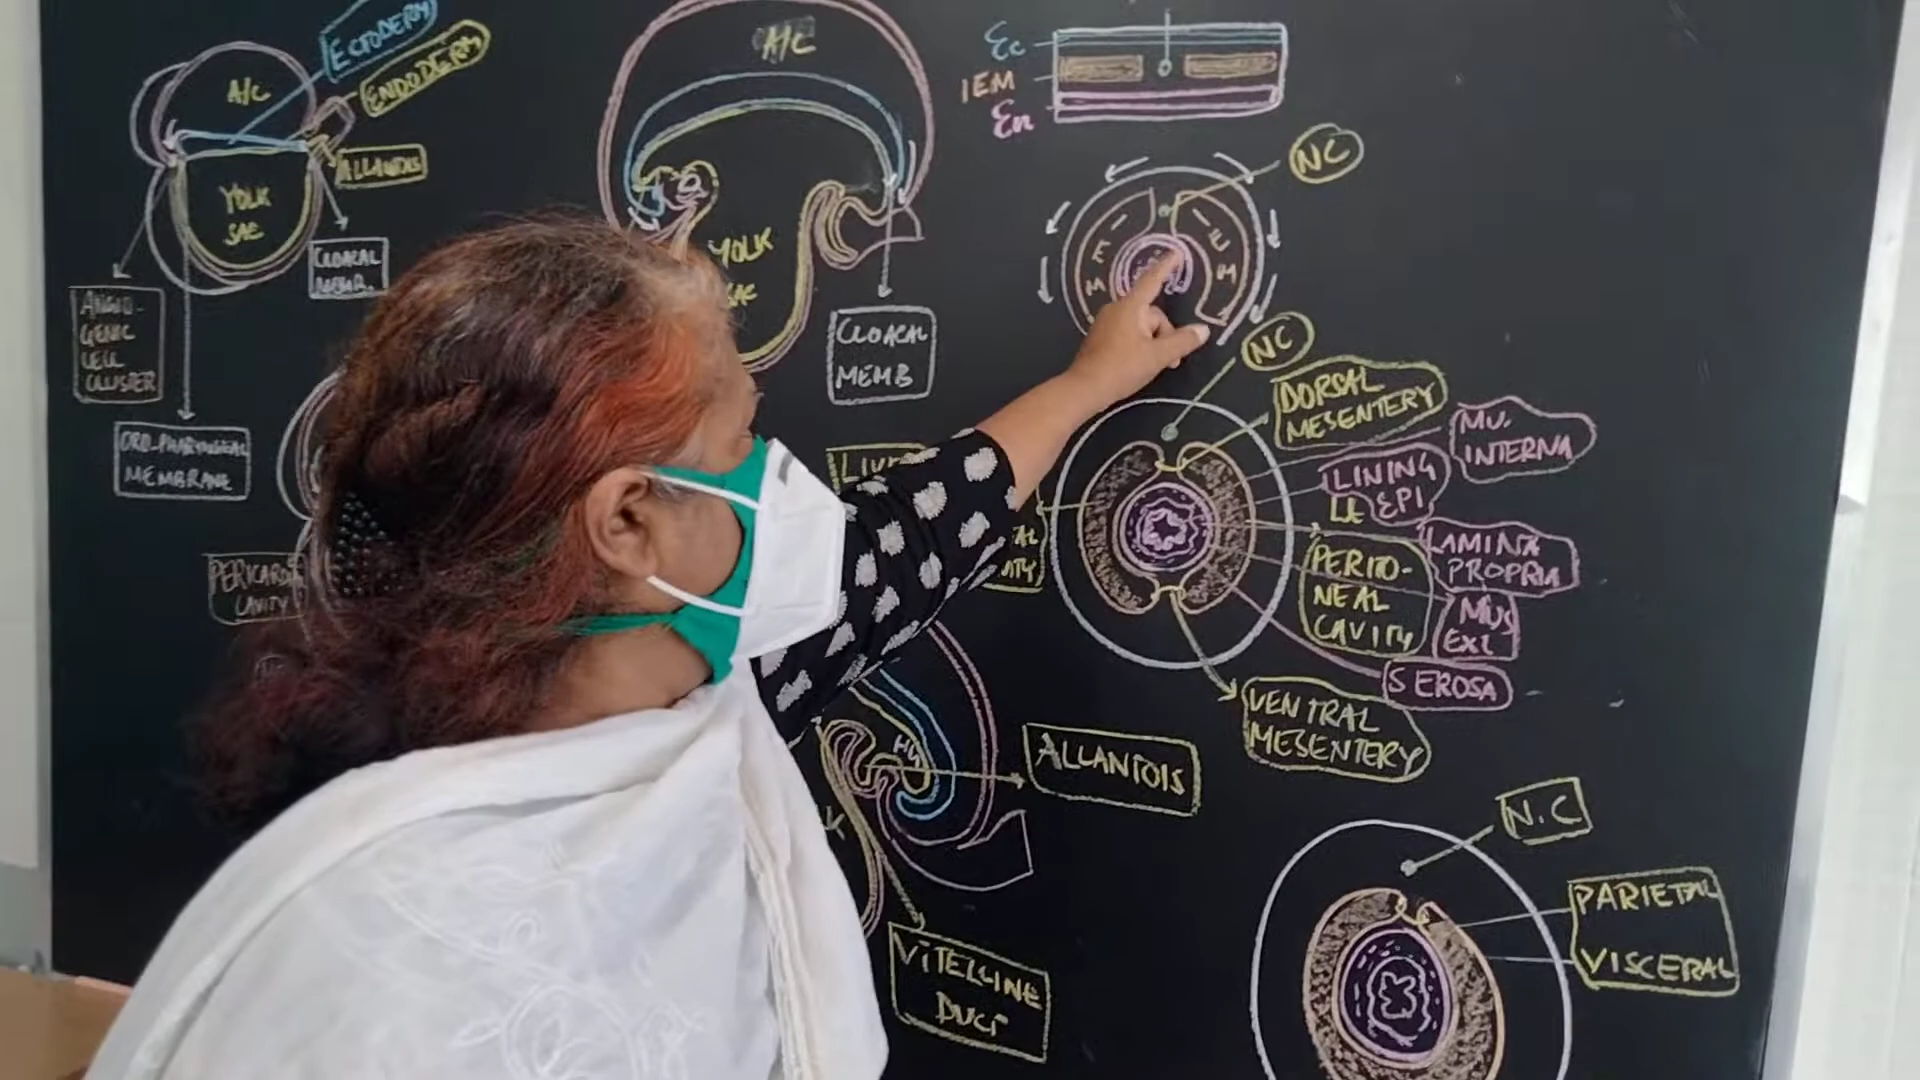 ECTODERM
ENDODERM
A/C
ALLANTOIS
YOLK
SAC
CLOACAL
MEMBR.
ANGIO-
GENIC
CELL
CLUSTER
ORO-PHARYNGEAL
MEMBRANE
PERICARDIAL
CAVITY
A/C
YOLK
SAC
CLOACAL
MEMB
Ec
IEM
En
NC
I
E
M
I
E
M
NC
DORSAL
MESENTERY
MU.
INTERNA
LINING
EPI
LAMINA
PROPRIA
PERITO-
NEAL
CAVITY
MUS
EXT
SEROSA
VENTRAL
MESENTERY
HG
ALLANTOIS
VITELLINE
DUCT
N.C
PARIETAL
VISCERAL